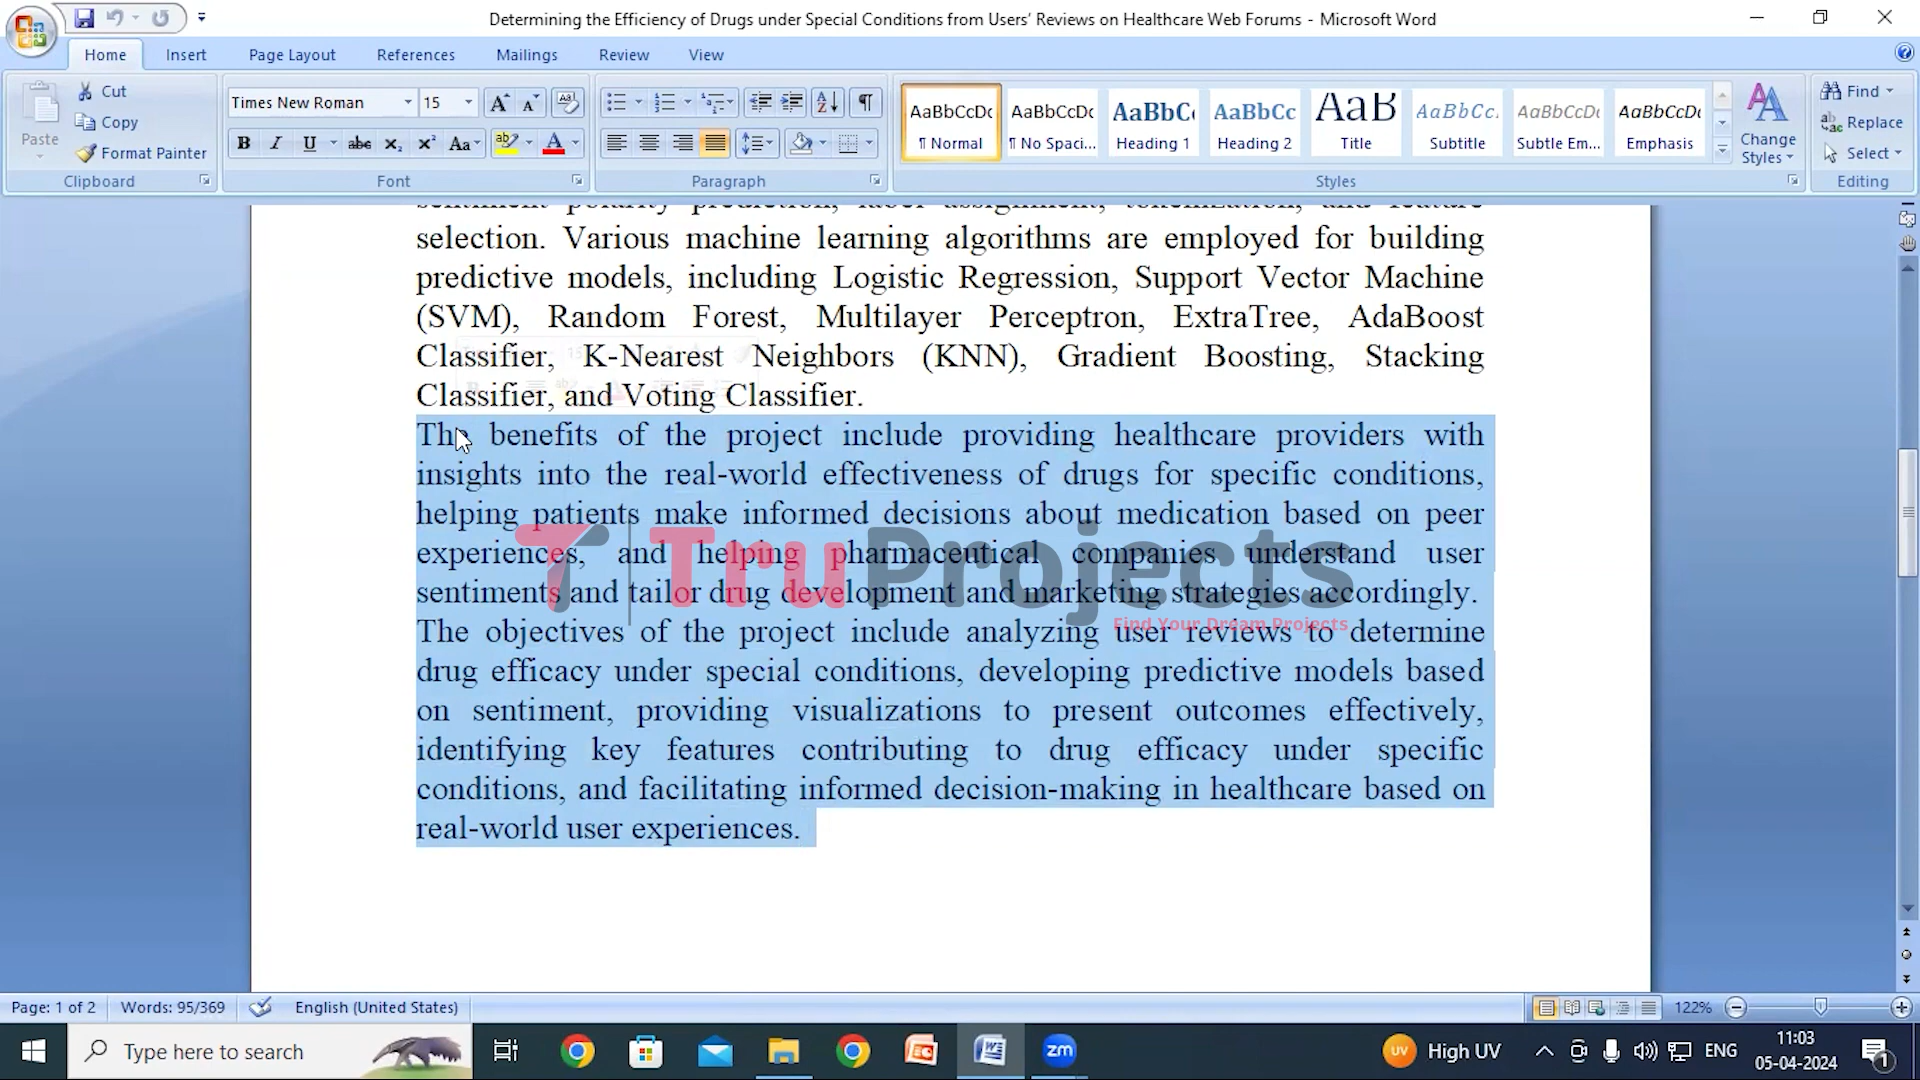 Determining the Efficiency of Drugs under Special Conditions from Users' Reviews on Healthcare Web Forums - Microsoft Word
Home Insert Page Layout References Mailings Review View
Paste
Cut
Copy
Format Painter
Clipboard
Times New Roman 15
Font
Paragraph
AaBbCcDc AaBbCcDc AaBbC AaBbCc AaB AaBbCc. AaBbCcDc AaBbCcDc
¶ Normal ¶ No Spaci... Heading 1 Heading 2 Title Subtitle Subtle Em... Emphasis
Change Styles
Styles
Find
Replace
Select
Editing
sentiment polarity prediction, label assignment, tokenization, and feature
selection. Various machine learning algorithms are employed for building
predictive models, including Logistic Regression, Support Vector Machine
(SVM), Random Forest, Multilayer Perceptron, ExtraTree, AdaBoost
Classifier, K-Nearest Neighbors (KNN), Gradient Boosting, Stacking
Classifier, and Voting Classifier.
The benefits of the project include providing healthcare providers with
insights into the real-world effectiveness of drugs for specific conditions,
helping patients make informed decisions about medication based on peer
experiences, and helping pharmaceutical companies understand user
sentiments and tailor drug development and marketing strategies accordingly.
The objectives of the project include analyzing user reviews to determine
drug efficacy under special conditions, developing predictive models based
on sentiment, providing visualizations to present outcomes effectively,
identifying key features contributing to drug efficacy under specific
conditions, and facilitating informed decision-making in healthcare based on
real-world user experiences.
TruProjects
Find Your Dream Projects
Page: 1 of 2 Words: 95/369 English (United States) 122%
Type here to search
zm
UV High UV ENG 11:03
05-04-2024 1